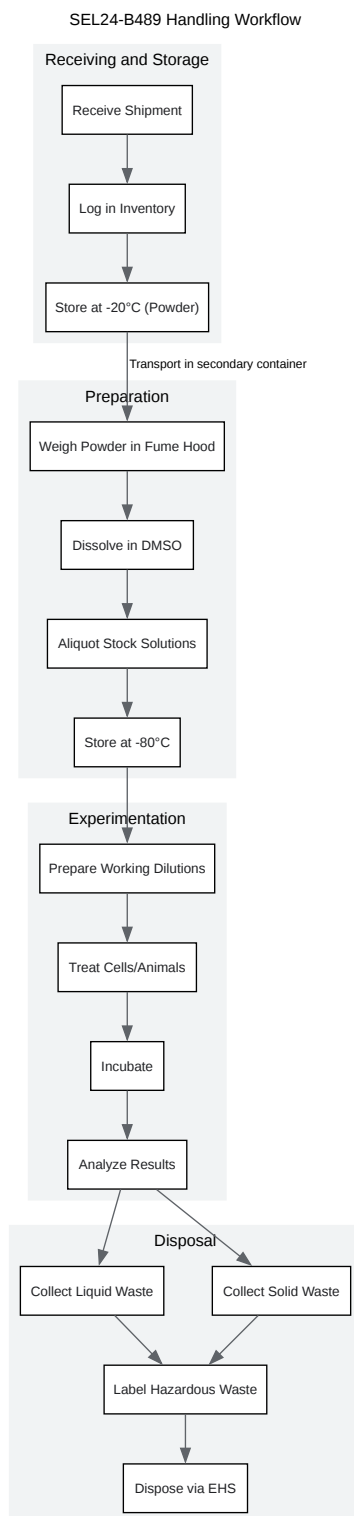 SEL24-B489 Handling Workflow
Receiving and Storage
Receive Shipment
Log in Inventory
Store at -20°C (Powder)
Transport in secondary container
Preparation
Weigh Powder in Fume Hood
Dissolve in DMSO
Aliquot Stock Solutions
Store at -80°C
Experimentation
Prepare Working Dilutions
Treat Cells/Animals
Incubate
Analyze Results
Disposal
Collect Liquid Waste
Collect Solid Waste
Label Hazardous Waste
Dispose via EHS